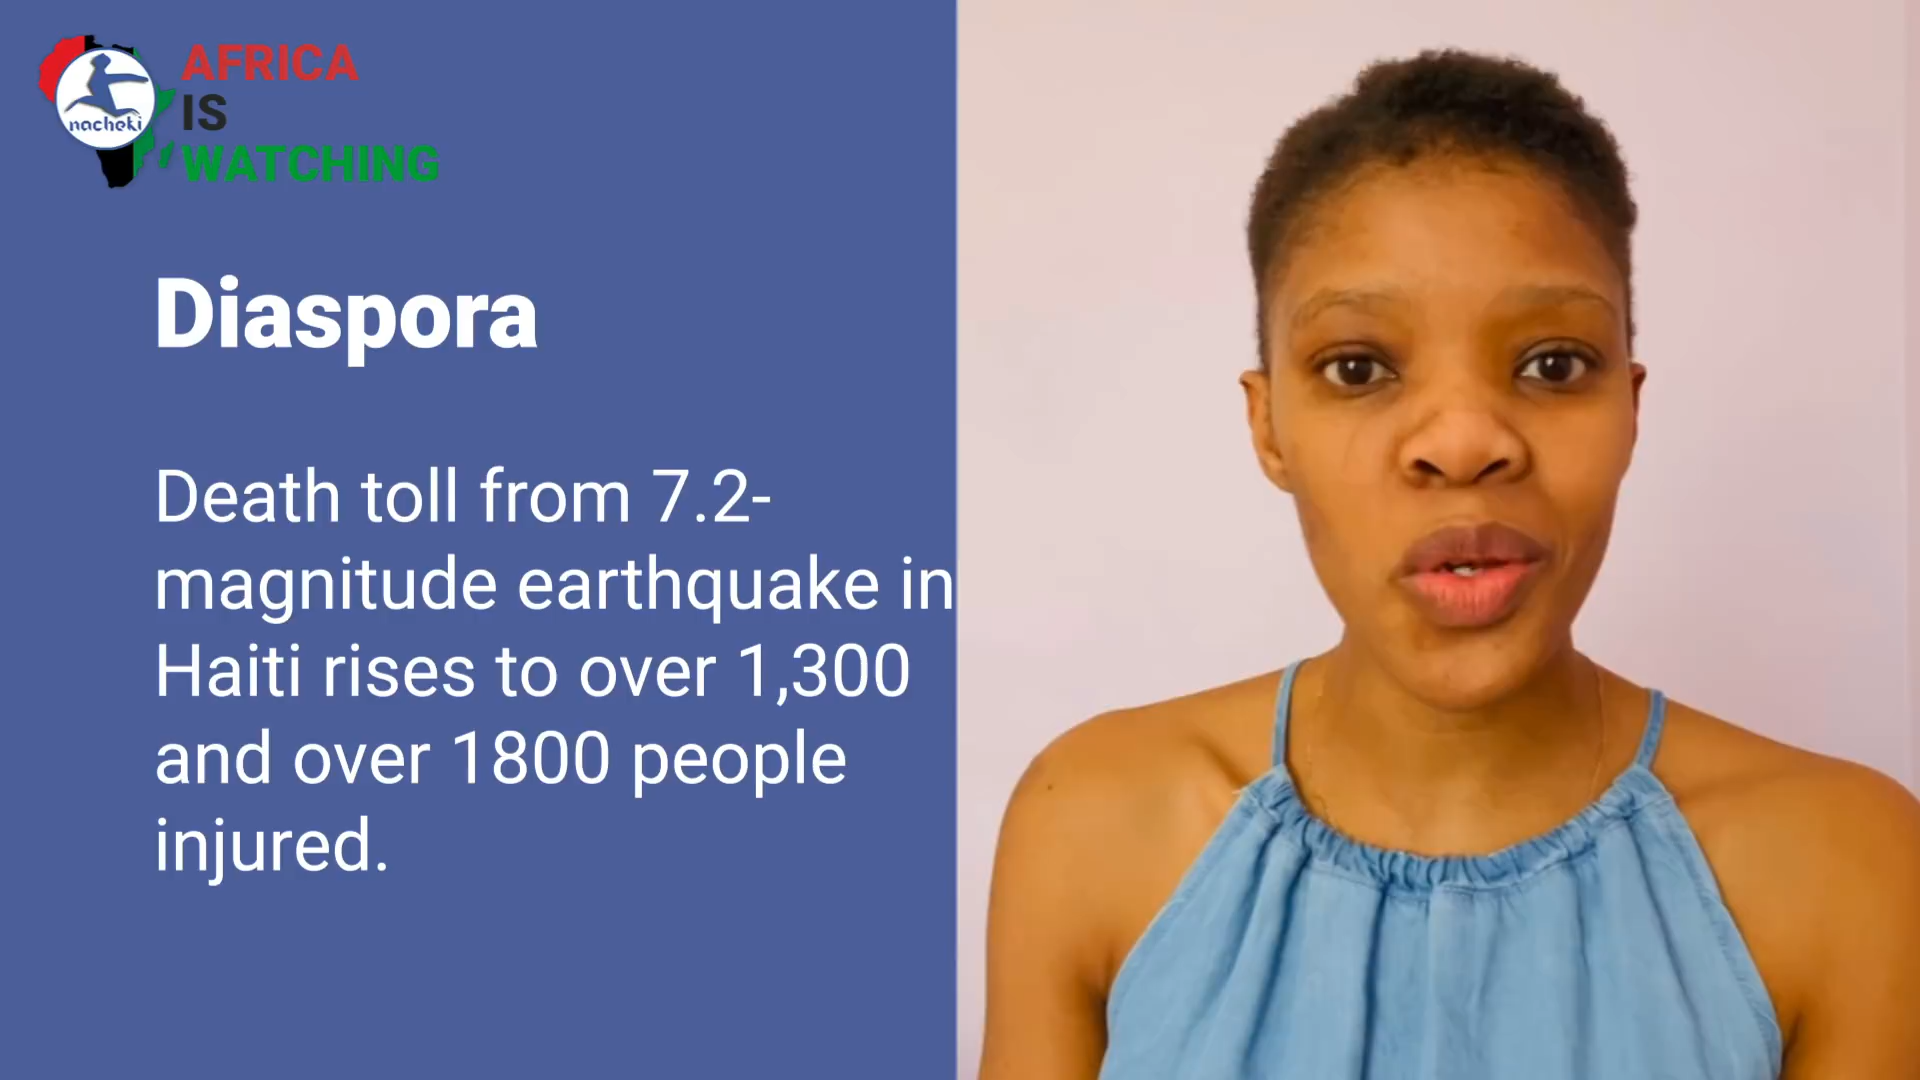 nacheki
AFRICA
IS
WATCHING
Diaspora
Death toll from 7.2-
magnitude earthquake in
Haiti rises to over 1,300
and over 1800 people
injured.